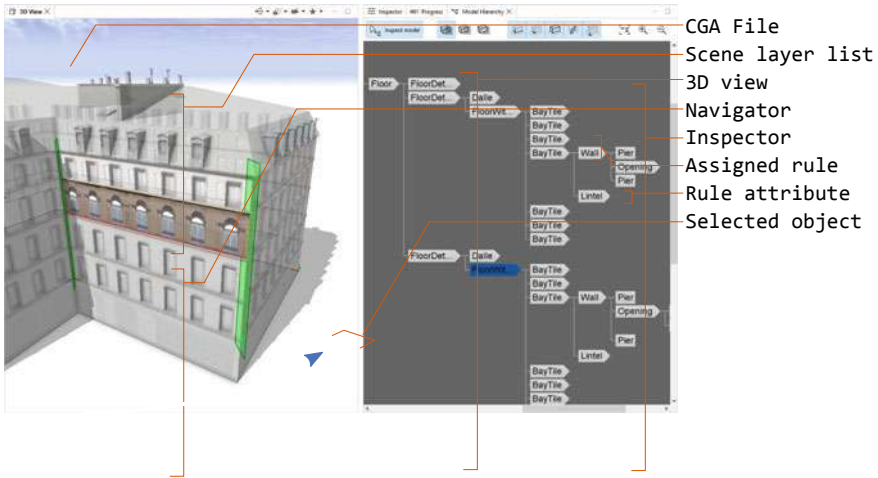 3D View
Inspector
Progress
Model Hierarchy
Inspect model
CGA File
Scene layer list
3D view
Navigator
Inspector
Assigned rule
Rule attribute
Selected object
Floor
FloorDet...
FloorDet...
Dalle
FloorWit...
BayTile
BayTile
BayTile
BayTile
Wall
Pier
Opening
Pier
Lintel
BayTile
BayTile
BayTile
FloorDet...
Dalle
FloorWit...
BayTile
BayTile
BayTile
Wall
Pier
Opening
Pier
Lintel
BayTile
BayTile
BayTile